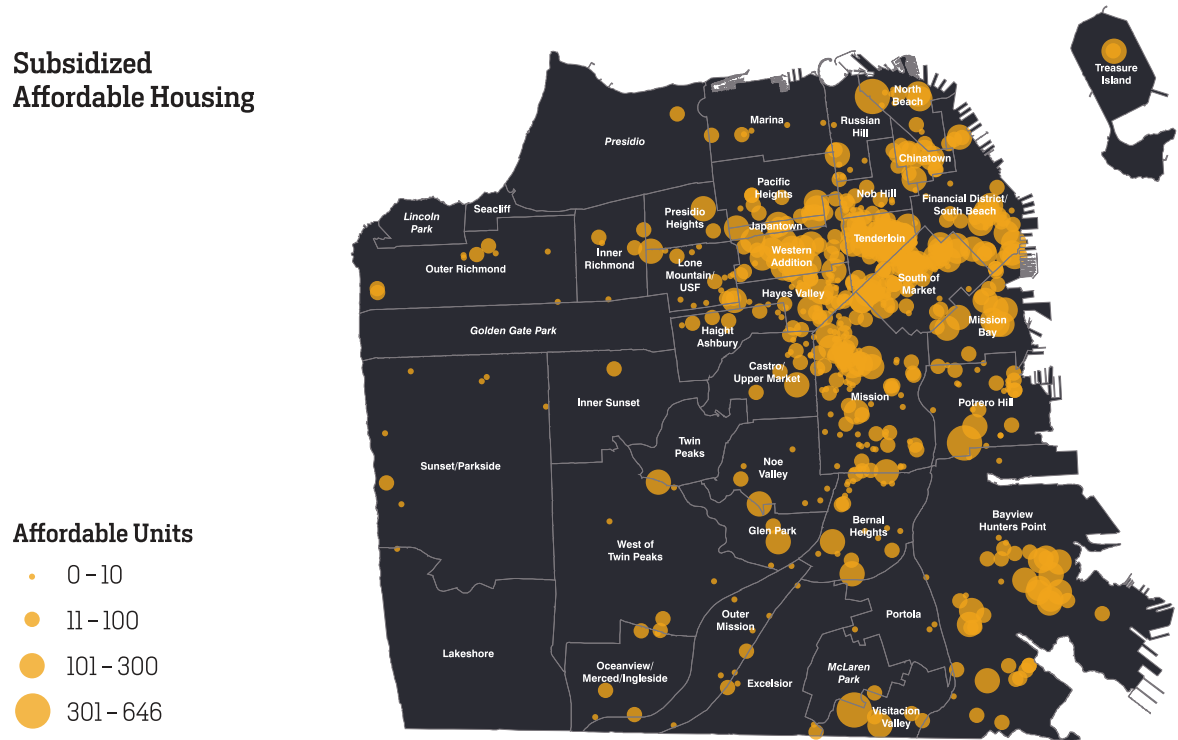 Subsidized
Affordable Housing
Treasure
Island
North
Beach
Marina
Russian
Hill
Presidio
Chinatown
Pacific
Heights
Nob Hill
Financial District/
South Beach
Seacliff
Lincoln
Park
Presidio
Heights
Japantown
Tenderloin
Western
Addition
Inner
Richmond
Outer Richmond
Lone
Mountain/
USF
South of
Market
Hayes Valley
Golden Gate Park
Haight
Ashbury
Mission
Bay
Castro/
Upper Market
Inner Sunset
Mission
Potrero Hill
Twin
Peaks
Sunset/Parkside
Noe
Valley
Glen Park
Bernal
Heights
Bayview
Hunters Point
West of
Twin Peaks
Outer
Mission
Portola
Lakeshore
Oceanview/
Merced/Ingleside
Excelsior
McLaren
Park
Visitacion
Valley
Affordable Units
0 – 10
11 – 100
101 – 300
301 – 646